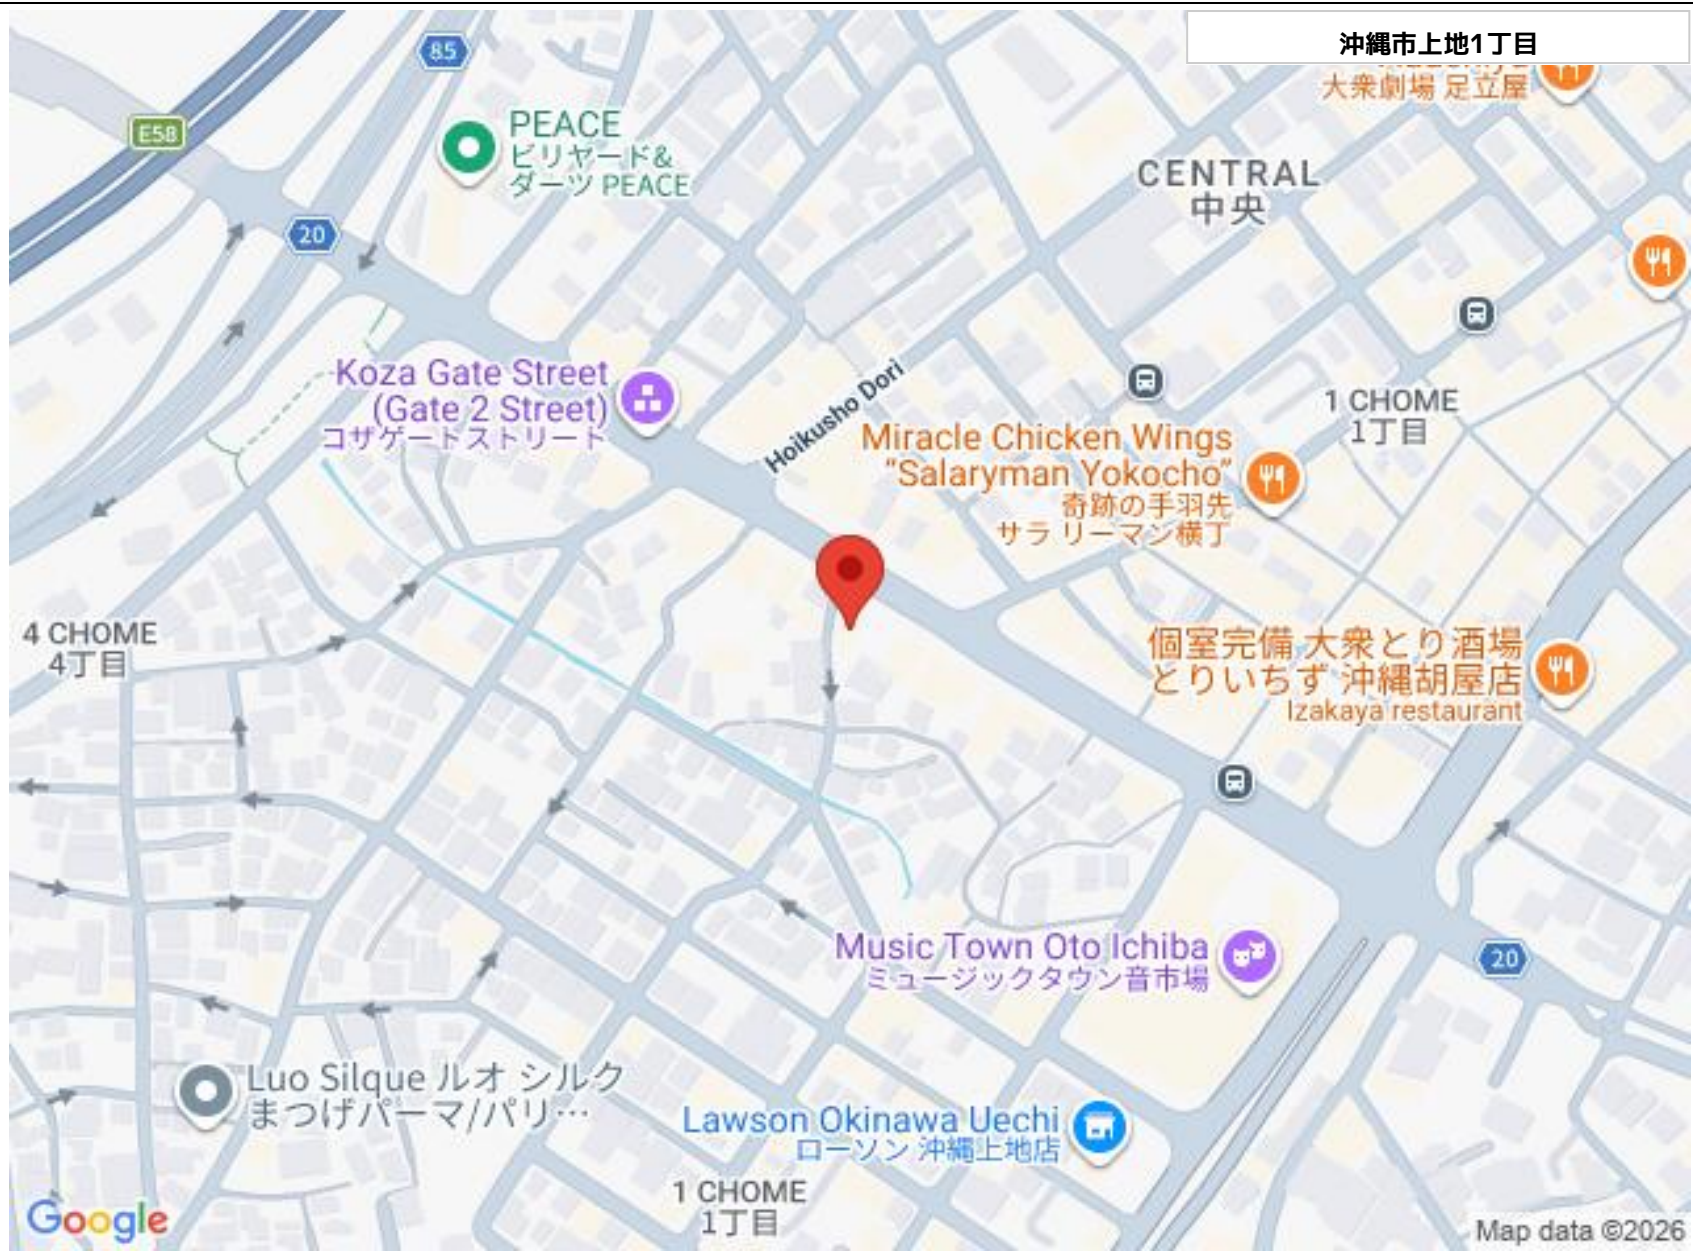 沖縄市上地1丁目
85
大衆劇場 足立屋
E58
PEACE
ビリヤード&
ダーツ PEACE
CENTRAL
中央
20
Koza Gate Street
(Gate 2 Street)
コザゲートストリート
Hoikusho Dori
1 CHOME
1丁目
Miracle Chicken Wings
"Salaryman Yokocho"
奇跡の手羽先
サラ リーマン横丁
4 CHOME
4丁目
個室完備 大衆とり酒場
とりいちず 沖縄胡屋店
Izakaya restaurant
Music Town Oto Ichiba
ミュージックタウン音市場
20
Luo Silque ルオ シルク
まつげパーマ/パリ…
Lawson Okinawa Uechi
ローソン 沖縄上地店
1 CHOME
1丁目
Google
Map data ©2026